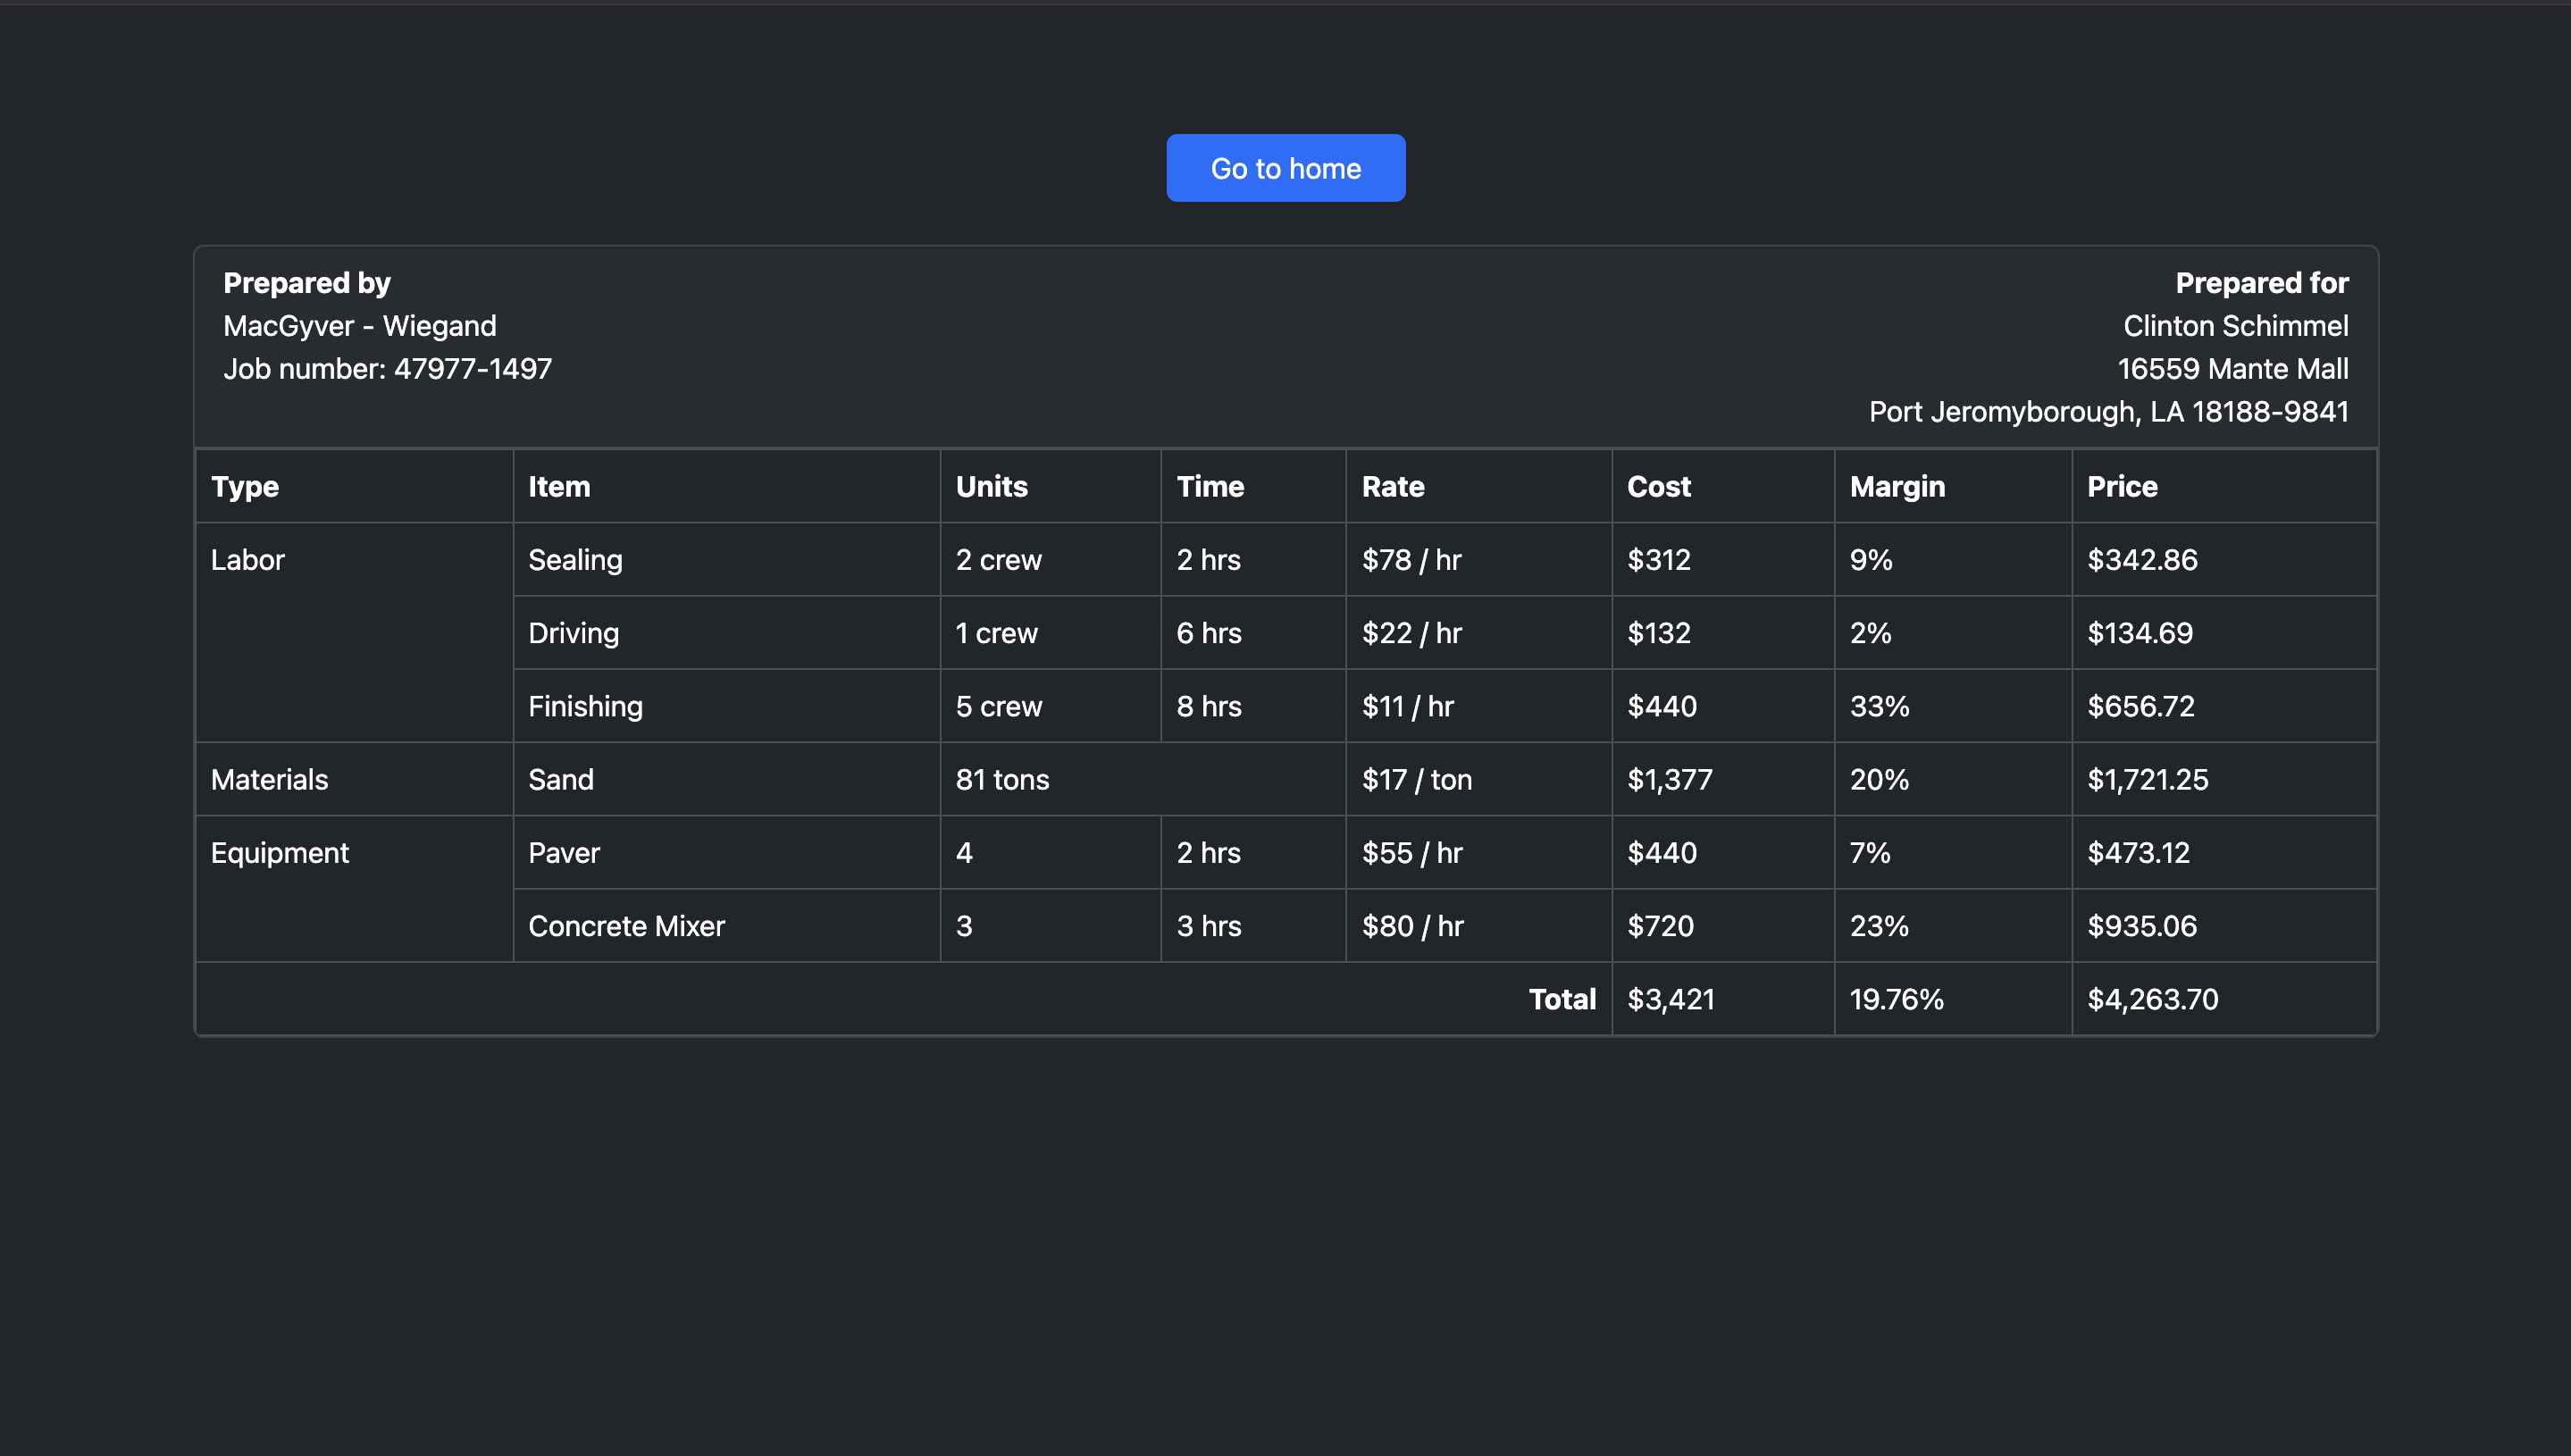 Go to home
Prepared by
MacGyver - Wiegand
Job number: 47977-1497
Prepared for
Clinton Schimmel
16559 Mante Mall
Port Jeromyborough, LA 18188-9841
Type Item Units Time Rate Cost Margin Price
Labor Sealing 2 crew 2 hrs $78 / hr $312 9% $342.86
Driving 1 crew 6 hrs $22 / hr $132 2% $134.69
Finishing 5 crew 8 hrs $11 / hr $440 33% $656.72
Materials Sand 81 tons $17 / ton $1,377 20% $1,721.25
Equipment Paver 4 2 hrs $55 / hr $440 7% $473.12
Concrete Mixer 3 3 hrs $80 / hr $720 23% $935.06
Total $3,421 19.76% $4,263.70